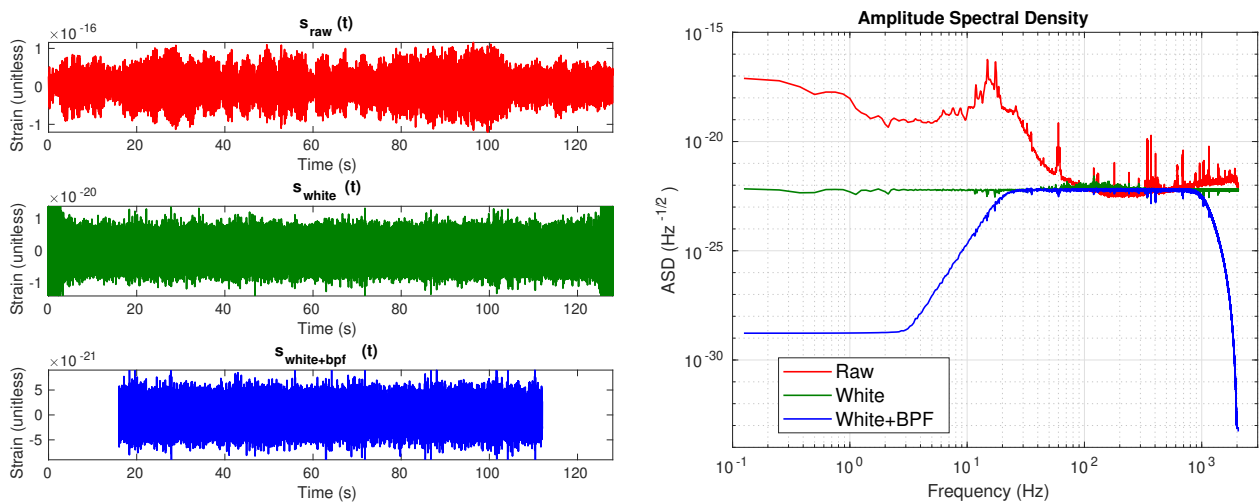 s_raw (t)
×10^-16
Strain (unitless)
1
0
-1
0 20 40 60 80 100 120
Time (s)
s_white (t)
×10^-20
Strain (unitless)
1
0
-1
0 20 40 60 80 100 120
Time (s)
s_white+bpf (t)
×10^-21
Strain (unitless)
5
0
-5
0 20 40 60 80 100 120
Time (s)
Amplitude Spectral Density
ASD (Hz^-1/2)
10^-15
10^-20
10^-25
10^-30
Raw
White
White+BPF
10^-1 10^0 10^1 10^2 10^3
Frequency (Hz)